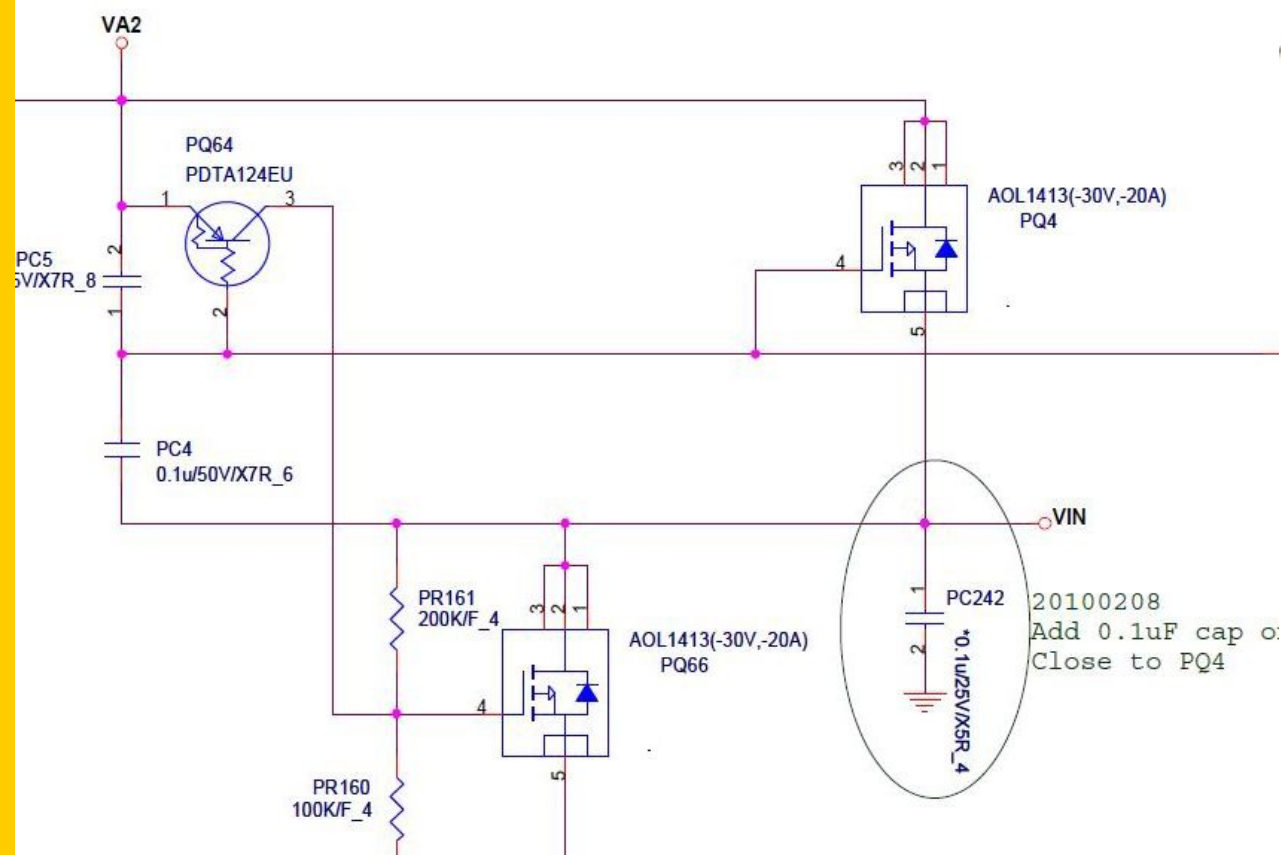 VA2
PQ64
PDTA124EU
1
3
3
2
1
AOL1413(-30V,-20A)
PQ4
2
PC5
5V/X7R_8
4
1
2
5
PC4
0.1u/50V/X7R_6
VIN
PR161
200K/F_4
3
2
1
1
PC242
20100208
Add 0.1uF cap
Close to PQ4
AOL1413(-30V,-20A)
PQ66
2
*0.1u/25V/X5R_4
4
5
PR160
100K/F_4